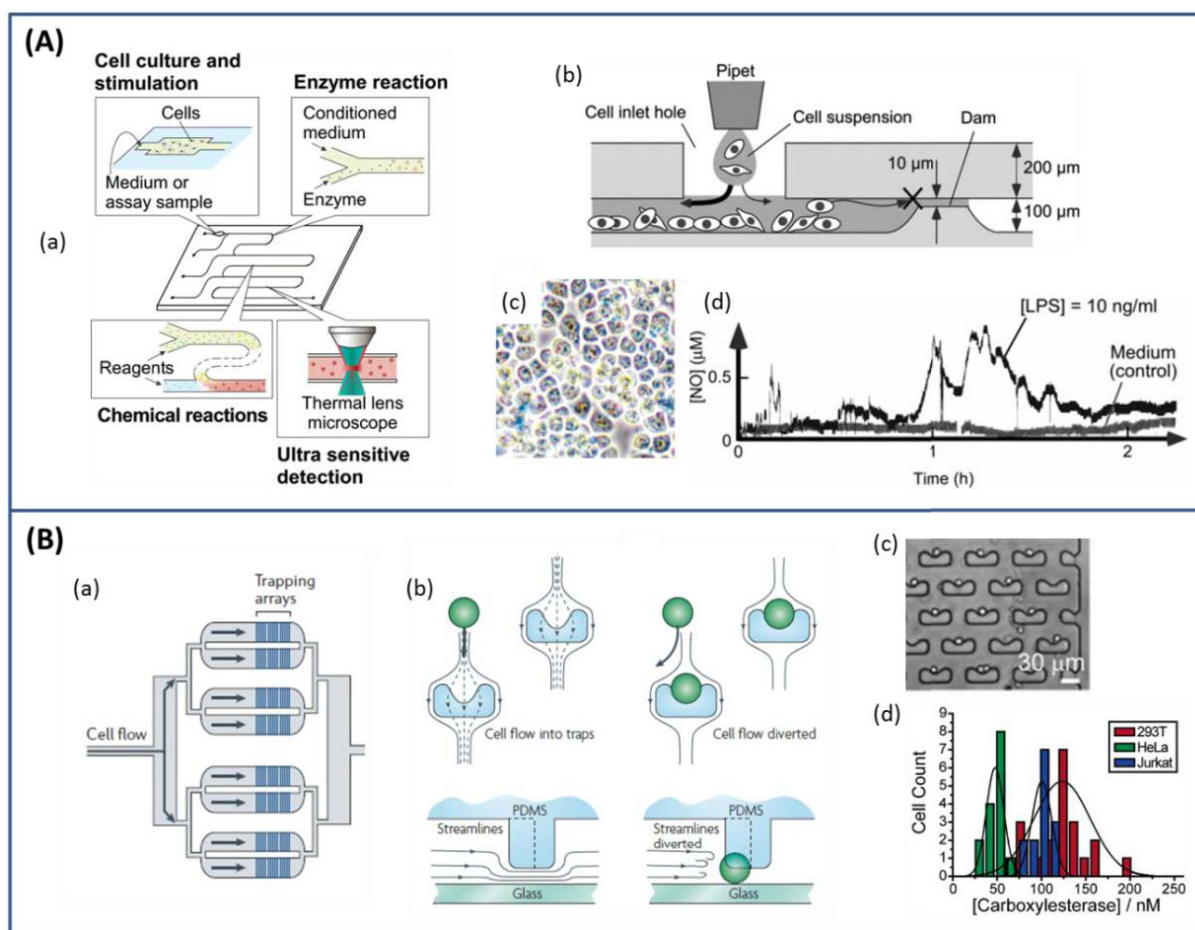 (A)
(a)
Cell culture and
stimulation
Cells
Medium or
assay sample
Enzyme reaction
Conditioned
medium
Enzyme
Reagents
Chemical reactions
Thermal lens
microscope
Ultra sensitive
detection
(b)
Pipet
Cell inlet hole
Cell suspension
Dam
10 µm
200 µm
100 µm
(c)
(d)
[NO] (µM)
0.5
0
0
1
2
Time (h)
[LPS] = 10 ng/ml
Medium
(control)
(B)
(a)
Trapping
arrays
Cell flow
(b)
Cell flow into traps
Cell flow diverted
PDMS
Streamlines
Glass
PDMS
Streamlines
diverted
Glass
(c)
30 µm
(d)
Cell Count
9
8
7
6
5
4
3
2
1
0
293T
HeLa
Jurkat
0 50 100 150 200 250
[Carboxylesterase] / nM